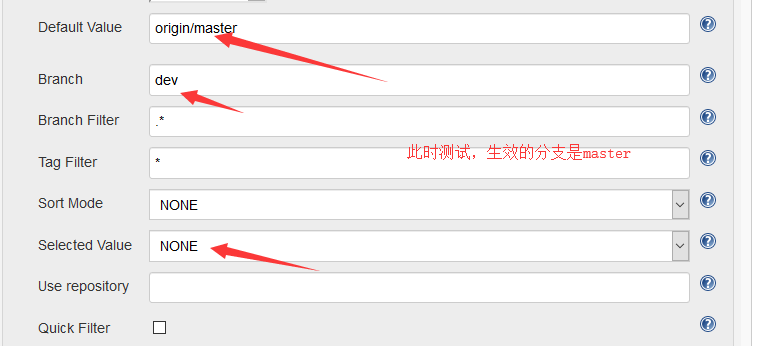 Default Value origin/master
Branch dev
Branch Filter .*
此时测试，生效的分支是master
Tag Filter *
Sort Mode NONE
Selected Value NONE
Use repository
Quick Filter